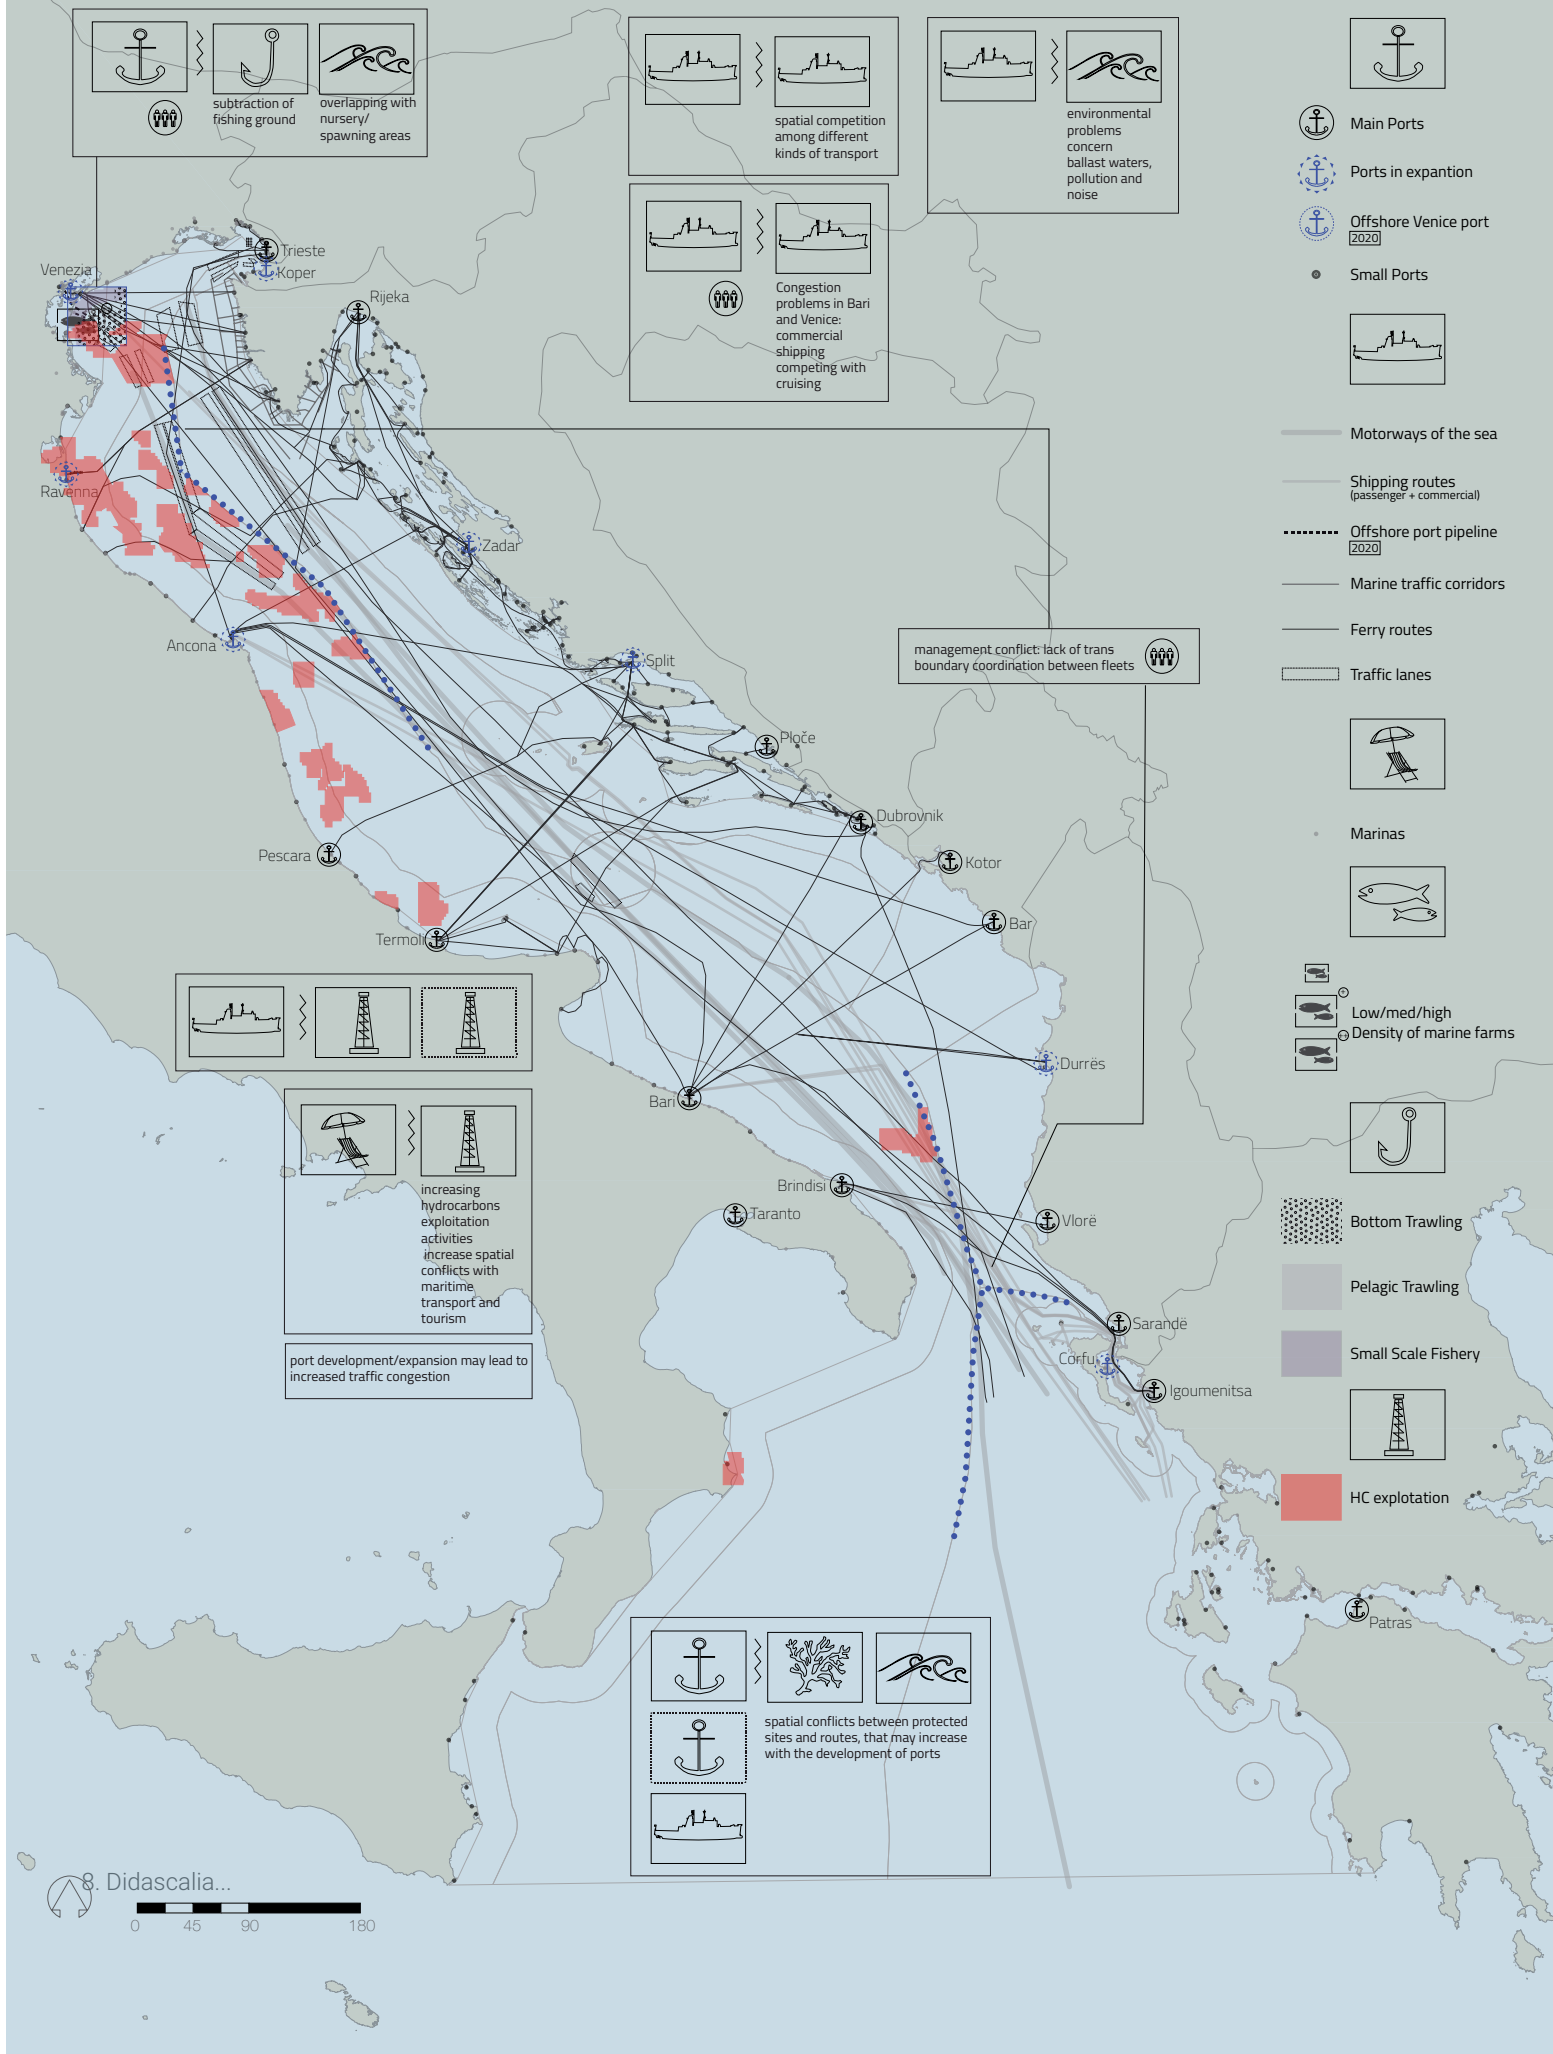 subtraction of
fishing ground
overlapping with
nursery/
spawning areas
spatial competition
among different
kinds of transport
environmental
problems
concern
ballast waters,
pollution and
noise
Congestion
problems in Bari
and Venice:
commercial
shipping
competing with
cruising
Main Ports
Ports in expantion
Offshore Venice port
2020
Small Ports
Motorways of the sea
Shipping routes
(passenger + commercial)
Offshore port pipeline
2020
Marine traffic corridors
Ferry routes
Traffic lanes
Marinas
Low/med/high
Density of marine farms
Bottom Trawling
Pelagic Trawling
Small Scale Fishery
HC explotation
Trieste
Koper
Venezia
Rijeka
Ravenna
Zadar
Ancona
Split
management conflict: lack of trans
boundary coordination between fleets
Ploče
Dubrovnik
Pescara
Kotor
Bar
Termoli
Durrës
Bari
Brindisi
Taranto
Vlorë
Sarandë
Corfu
Igoumenitsa
Patras
increasing
hydrocarbons
exploitation
activities
increase spatial
conflicts with
maritime
transport and
tourism
port development/expansion may lead to
increased traffic congestion
spatial conflicts between protected
sites and routes, that may increase
with the development of ports
8. Didascalia...
0 45 90 180